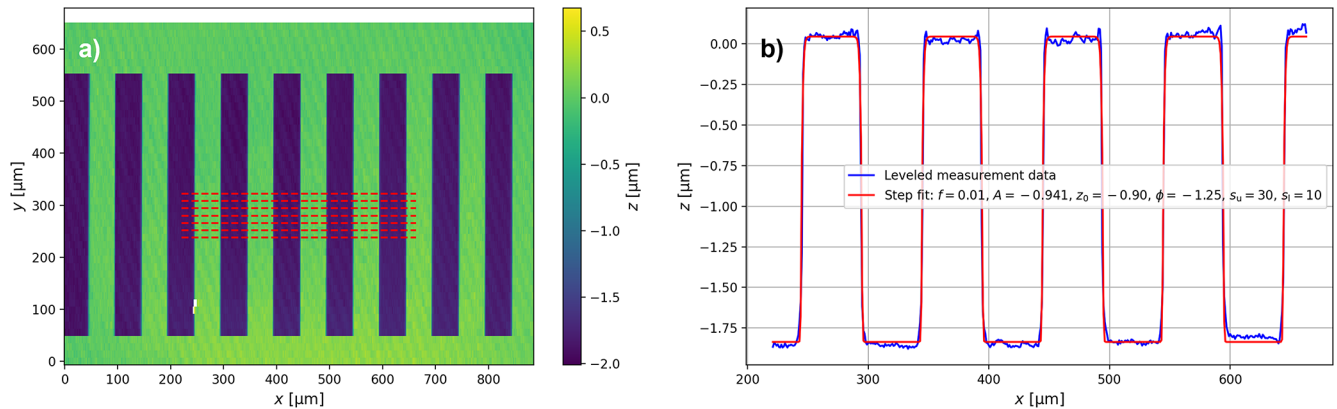 a)
600
500
400
300
200
100
0
y [µm]
0 100 200 300 400 500 600 700 800
x [µm]
0.5
0.0
−0.5
−1.0
−1.5
−2.0
z [µm]
b)
0.00
−0.25
−0.50
−0.75
−1.00
−1.25
−1.50
−1.75
z [µm]
Leveled measurement data
Step fit: f = 0.01, A = −0.941, z₀ = −0.90, ϕ = −1.25, sᵤ = 30, sₗ = 10
200 300 400 500 600
x [µm]